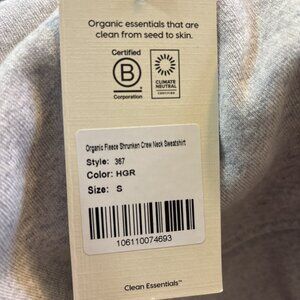 Organic essentials that are
clean from seed to skin.
Certified
B
Corporation
CLIMATE
NEUTRAL
CERTIFIED
Organic Fleece Shrunken Crew Neck Sweatshirt
Style: 367
Color: HGR
Size: S
106110074693
Clean Essentials™